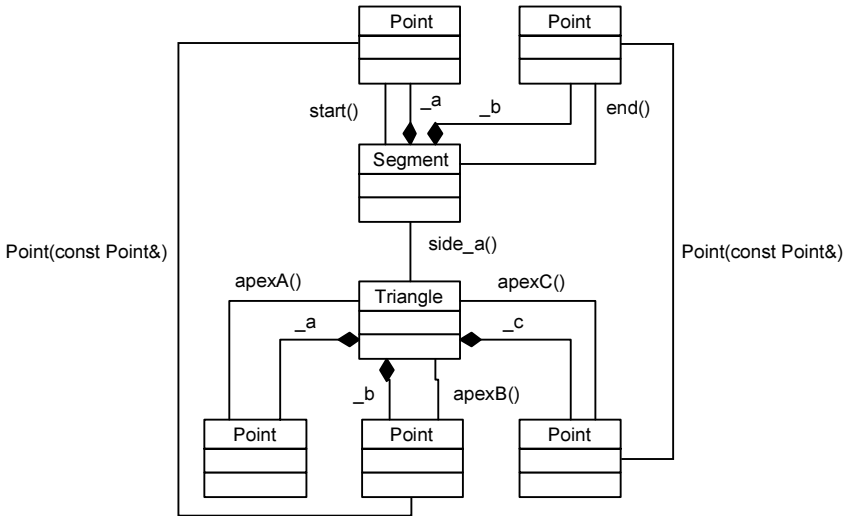 Point
Point
_a
_b
start()
end()
Segment
side_a()
Point(const Point&)
Point(const Point&)
apexA()
apexC()
Triangle
_a
_c
_b
apexB()
Point
Point
Point